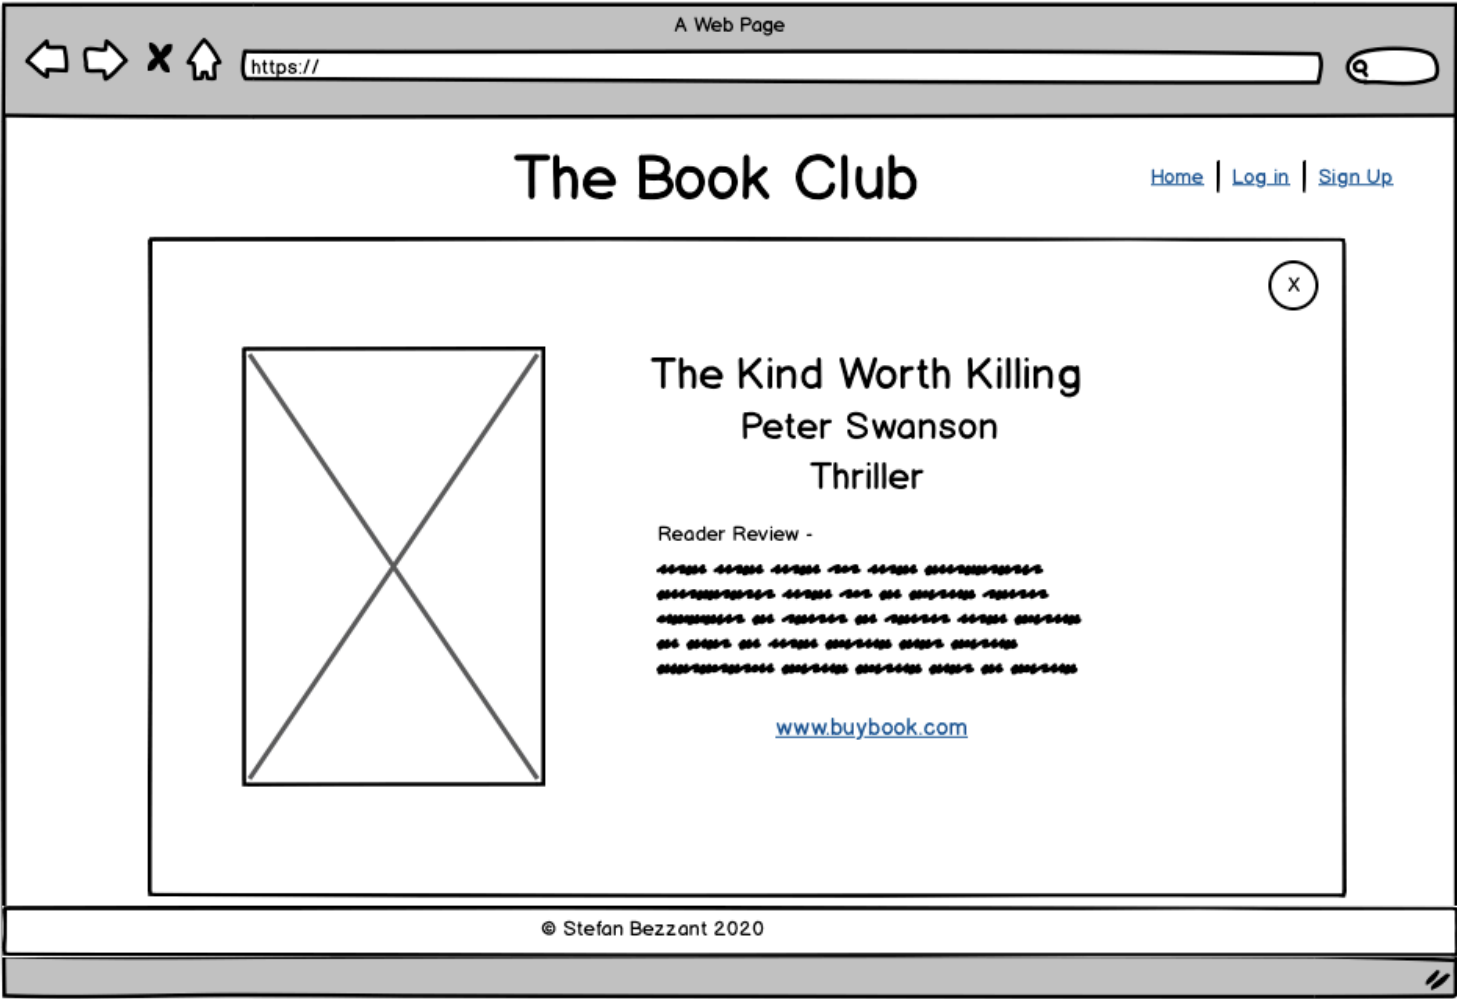 A Web Page
https://
The Book Club
Home | Log in | Sign Up
X
The Kind Worth Killing
Peter Swanson
Thriller
Reader Review -
www.buybook.com
© Stefan Bezzant 2020